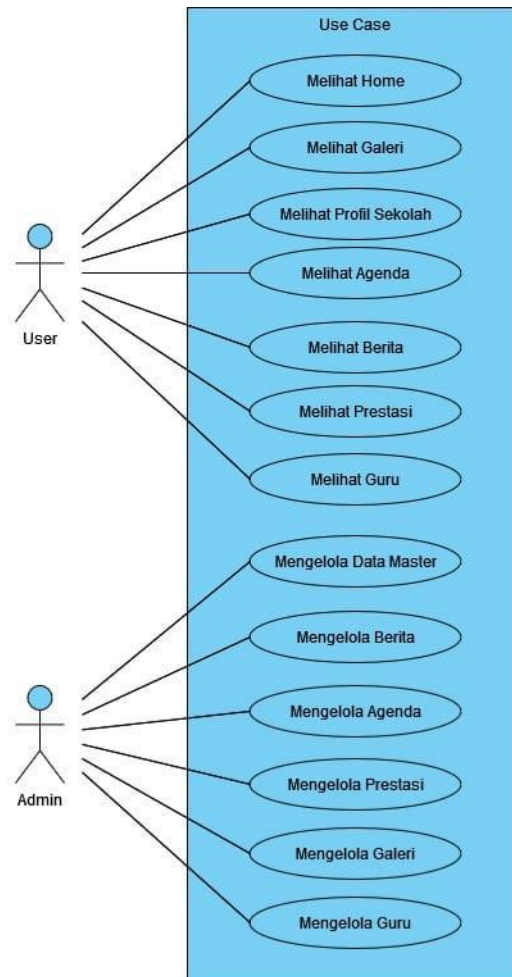 Use Case
Melihat Home
Melihat Galeri
Melihat Profil Sekolah
Melihat Agenda
User
Melihat Berita
Melihat Prestasi
Melihat Guru
Mengelola Data Master
Mengelola Berita
Mengelola Agenda
Admin
Mengelola Prestasi
Mengelola Galeri
Mengelola Guru